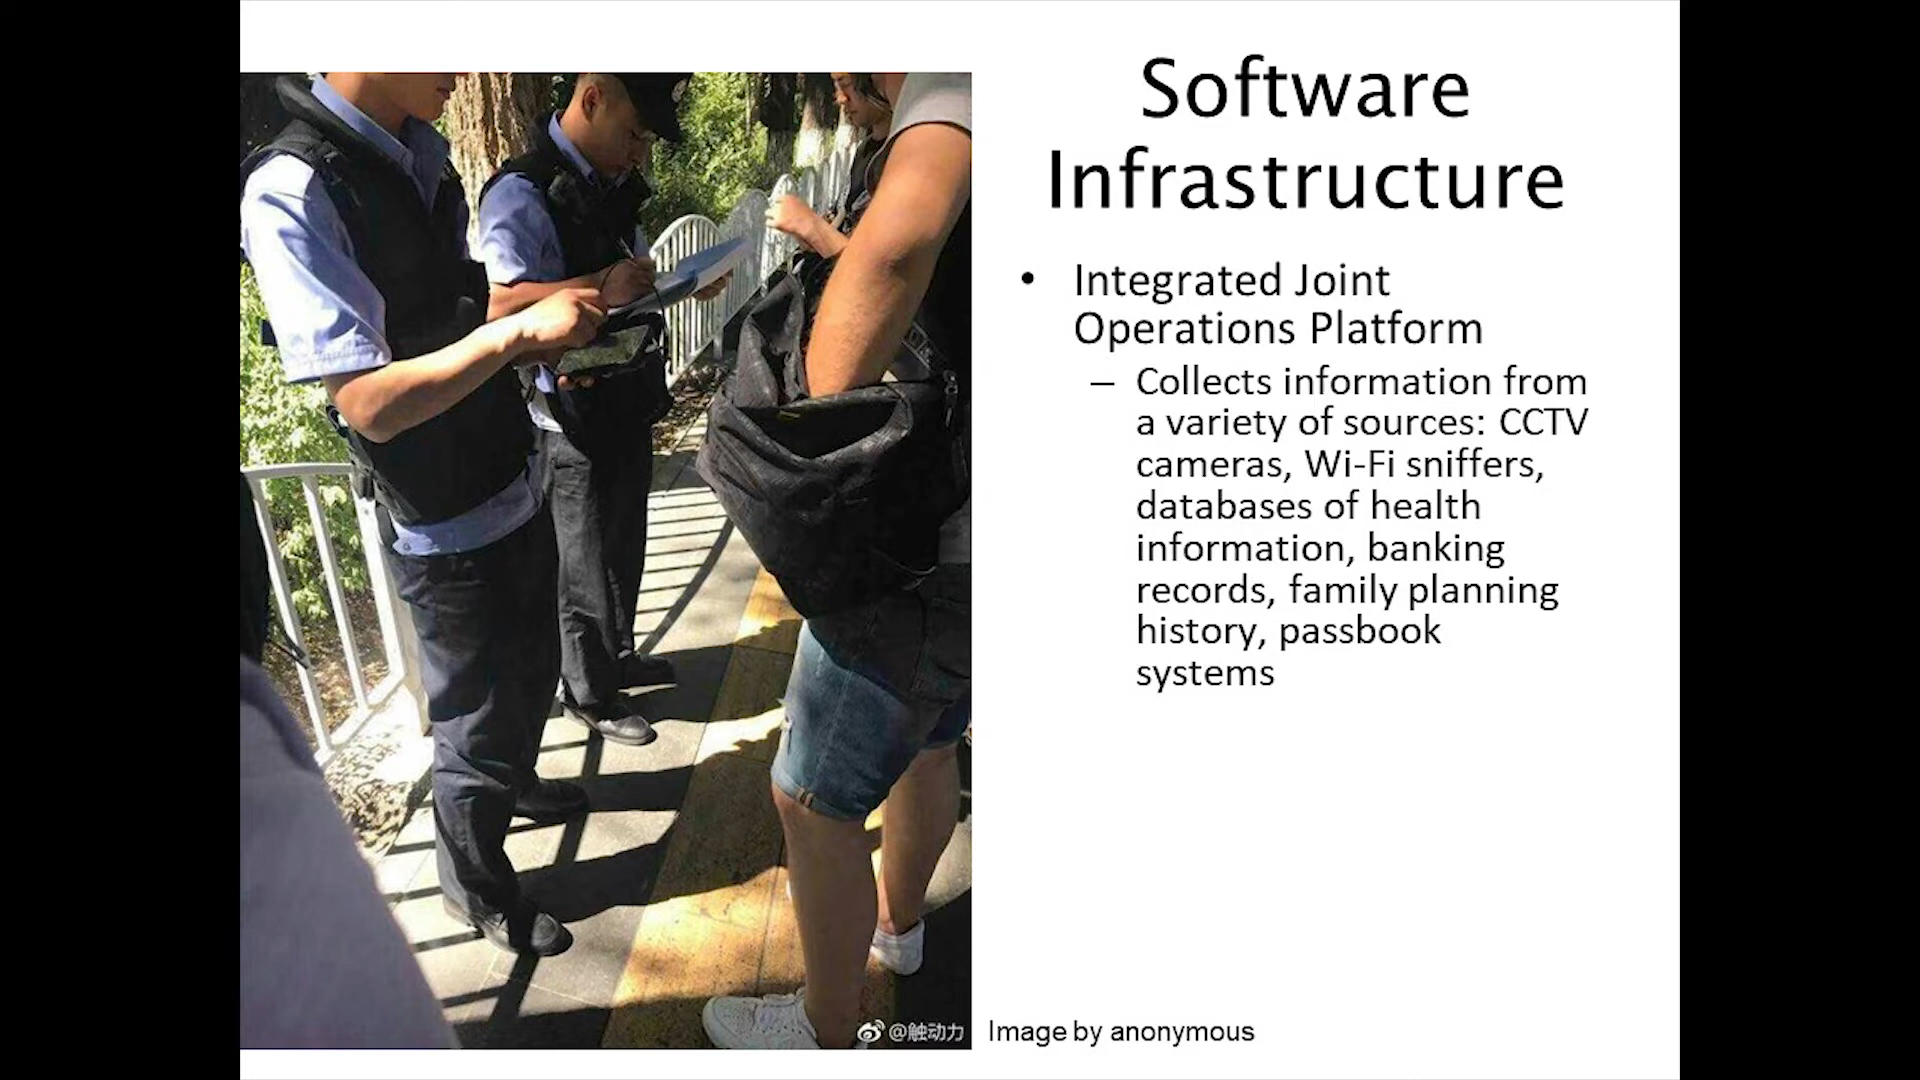 Software
Infrastructure
• Integrated Joint
Operations Platform
– Collects information from
a variety of sources: CCTV
cameras, Wi-Fi sniffers,
databases of health
information, banking
records, family planning
history, passbook
systems
@触动力
Image by anonymous